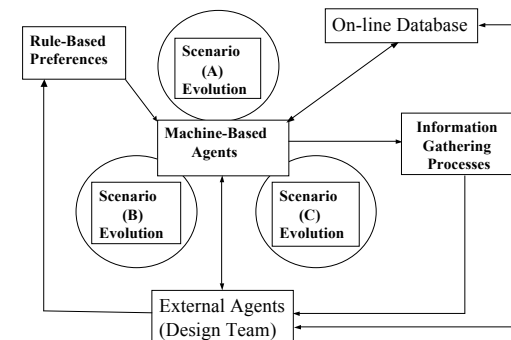 On-line Database
Rule-Based
Preferences
Scenario
(A)
Evolution
Machine-Based
Agents
Information
Gathering
Processes
Scenario
(B)
Evolution
Scenario
(C)
Evolution
External Agents
(Design Team)